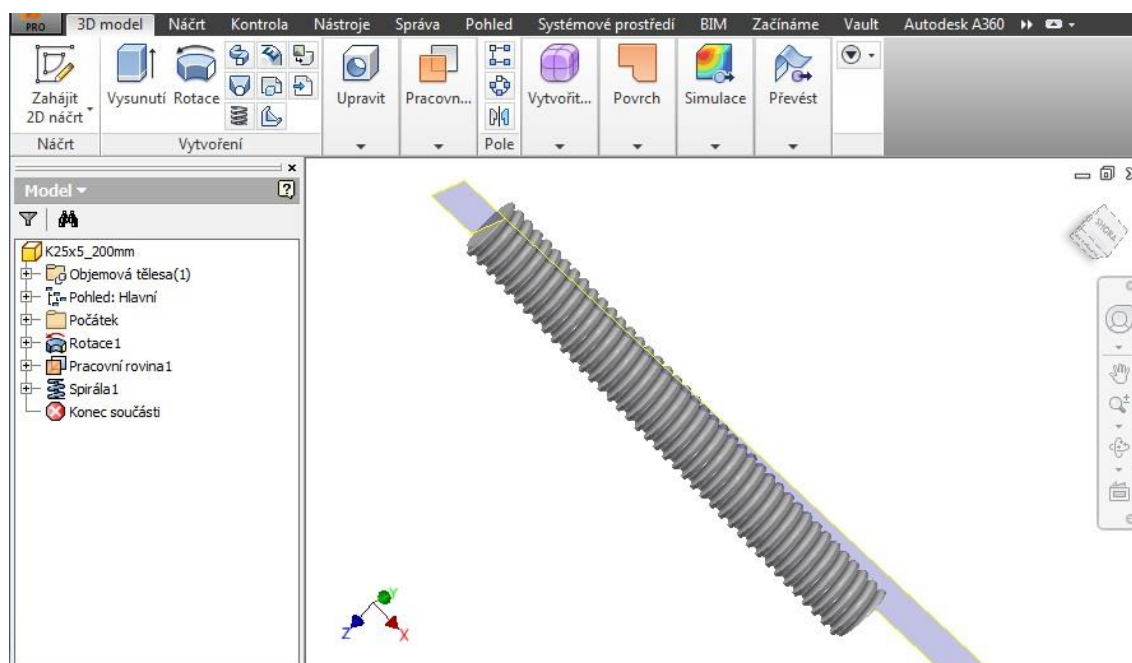 PRO 3D model Náčrt Kontrola Nástroje Správa Pohled Systémové prostředí BIM Začínáme Vault Autodesk A360
Zahájit
2D náčrt
Vysunutí Rotace
Upravit Pracovn... Vytvořit... Povrch Simulace Převést
Náčrt Vytvoření Pole
Model
K25x5_200mm
Objemová tělesa(1)
Pohled: Hlavní
Počátek
Rotace1
Pracovní rovina1
Spirála1
Konec součásti
SHORA
Y
Z X